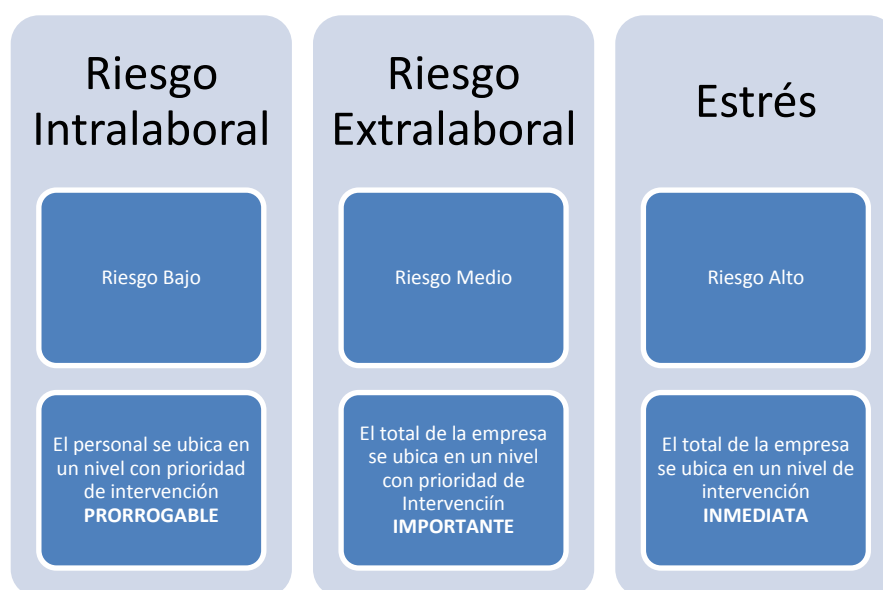 Riesgo
Intralaboral
Riesgo Bajo
El personal se ubica en
un nivel con prioridad
de intervención
PRORROGABLE
Riesgo
Extralaboral
Riesgo Medio
El total de la empresa
se ubica en un nivel
con prioridad de
Intervenciín
IMPORTANTE
Estrés
Riesgo Alto
El total de la empresa
se ubica en un nivel de
intervención
INMEDIATA